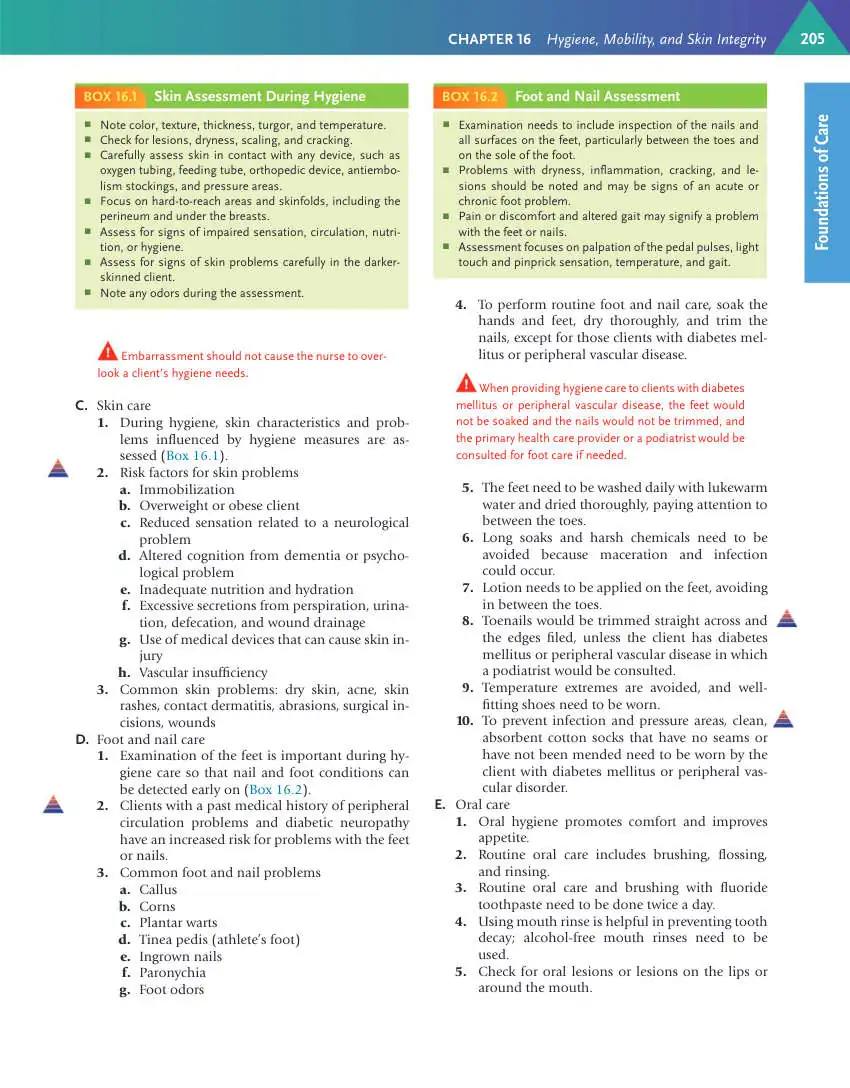 CHAPTER 16 Hygiene, Mobility, and Skin Integrity 205
BOX 16.1 Skin Assessment During Hygiene
■ Note color, texture, thickness, turgor, and temperature.
■ Check for lesions, dryness, scaling, and cracking.
■ Carefully assess skin in contact with any device, such as
oxygen tubing, feeding tube, orthopedic device, antiembo-
lism stockings, and pressure areas.
■ Focus on hard-to-reach areas and skinfolds, including the
perineum and under the breasts.
■ Assess for signs of impaired sensation, circulation, nutri-
tion, or hygiene.
■ Assess for signs of skin problems carefully in the darker-
skinned client.
■ Note any odors during the assessment.
Embarrassment should not cause the nurse to over-
look a client's hygiene needs.
C. Skin care
1. During hygiene, skin characteristics and prob-
lems influenced by hygiene measures are as-
sessed (Box 16.1).
2. Risk factors for skin problems
a. Immobilization
b. Overweight or obese client
c. Reduced sensation related to a neurological
problem
d. Altered cognition from dementia or psycho-
logical problem
e. Inadequate nutrition and hydration
f. Excessive secretions from perspiration, urina-
tion, defecation, and wound drainage
g. Use of medical devices that can cause skin in-
jury
h. Vascular insufficiency
3. Common skin problems: dry skin, acne, skin
rashes, contact dermatitis, abrasions, surgical in-
cisions, wounds
D. Foot and nail care
1. Examination of the feet is important during hy-
giene care so that nail and foot conditions can
be detected early on (Box 16.2).
2. Clients with a past medical history of peripheral
circulation problems and diabetic neuropathy
have an increased risk for problems with the feet
or nails.
3. Common foot and nail problems
a. Callus
b. Corns
c. Plantar warts
d. Tinea pedis (athlete's foot)
e. Ingrown nails
f. Paronychia
g. Foot odors
BOX 16.2 Foot and Nail Assessment
■ Examination needs to include inspection of the nails and
all surfaces on the feet, particularly between the toes and
on the sole of the foot.
■ Problems with dryness, inflammation, cracking, and le-
sions should be noted and may be signs of an acute or
chronic foot problem.
■ Pain or discomfort and altered gait may signify a problem
with the feet or nails.
■ Assessment focuses on palpation of the pedal pulses, light
touch and pinprick sensation, temperature, and gait.
4. To perform routine foot and nail care, soak the
hands and feet, dry thoroughly, and trim the
nails, except for those clients with diabetes mel-
litus or peripheral vascular disease.
When providing hygiene care to clients with diabetes
mellitus or peripheral vascular disease, the feet would
not be soaked and the nails would not be trimmed, and
the primary health care provider or a podiatrist would be
consulted for foot care if needed.
5. The feet need to be washed daily with lukewarm
water and dried thoroughly, paying attention to
between the toes.
6. Long soaks and harsh chemicals need to be
avoided because maceration and infection
could occur.
7. Lotion needs to be applied on the feet, avoiding
in between the toes.
8. Toenails would be trimmed straight across and
the edges filed, unless the client has diabetes
mellitus or peripheral vascular disease in which
a podiatrist would be consulted.
9. Temperature extremes are avoided, and well-
fitting shoes need to be worn.
10. To prevent infection and pressure areas, clean,
absorbent cotton socks that have no seams or
have not been mended need to be worn by the
client with diabetes mellitus or peripheral vas-
cular disorder.
E. Oral care
1. Oral hygiene promotes comfort and improves
appetite.
2. Routine oral care includes brushing, flossing,
and rinsing.
3. Routine oral care and brushing with fluoride
toothpaste need to be done twice a day.
4. Using mouth rinse is helpful in preventing tooth
decay; alcohol-free mouth rinses need to be
used.
5. Check for oral lesions or lesions on the lips or
around the mouth.
Foundations of Care